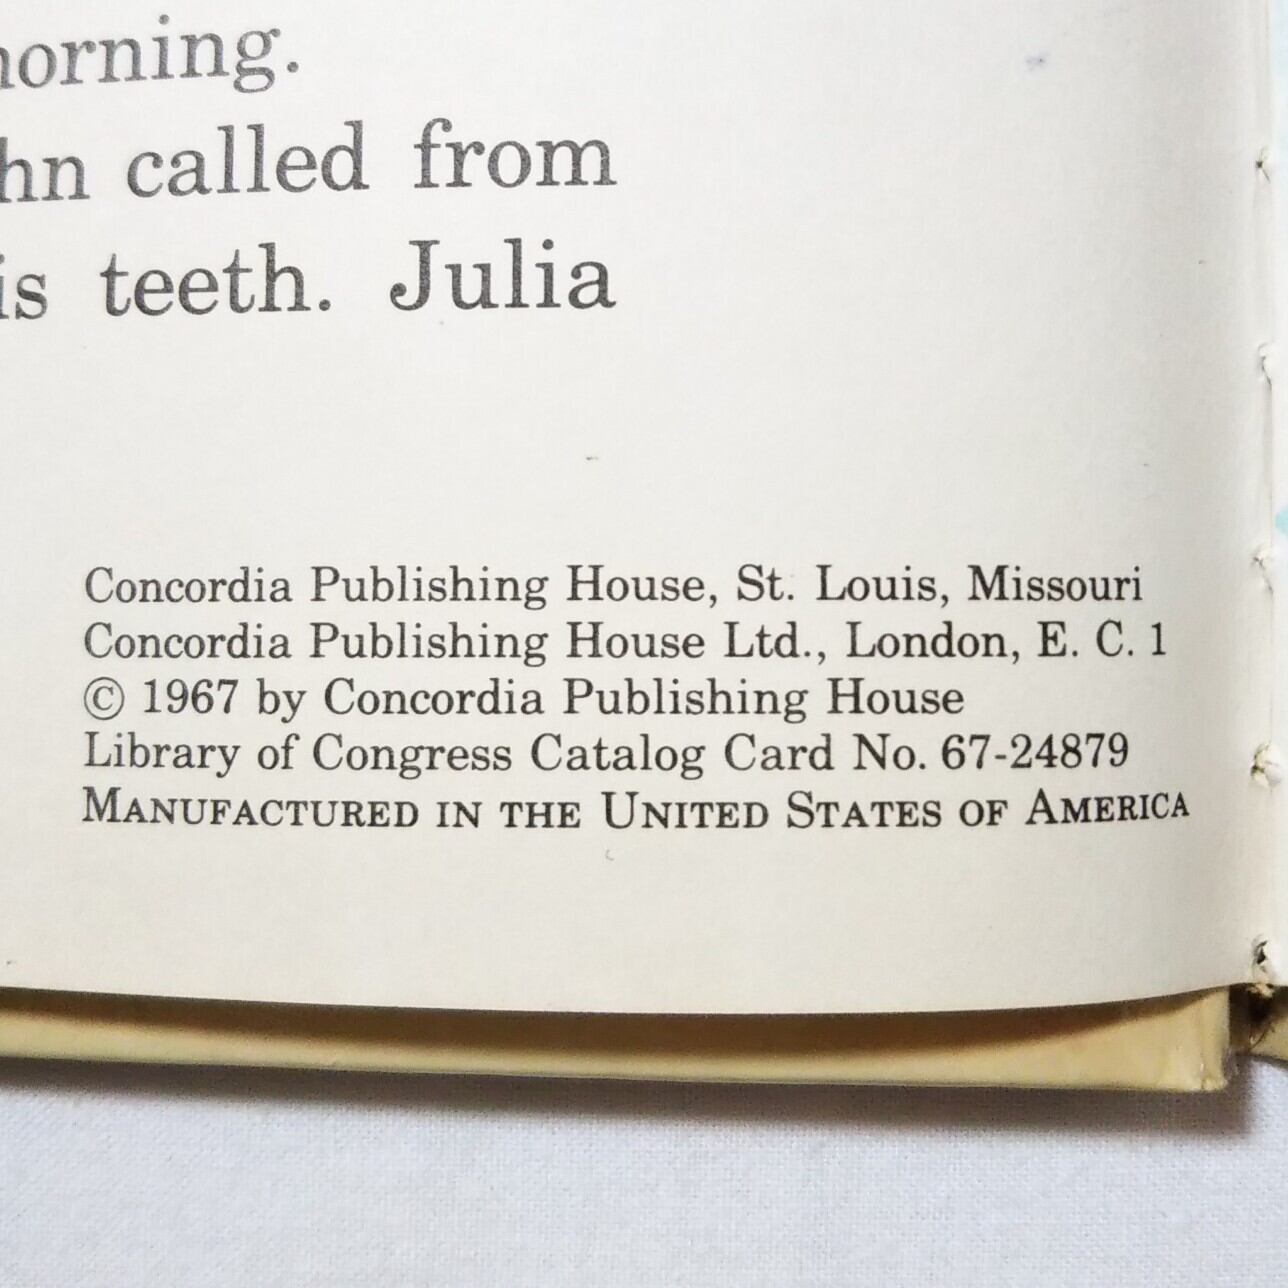 morning.
hn called from
is teeth. Julia
Concordia Publishing House, St. Louis, Missouri
Concordia Publishing House Ltd., London, E. C. 1
© 1967 by Concordia Publishing House
Library of Congress Catalog Card No. 67-24879
MANUFACTURED IN THE UNITED STATES OF AMERICA